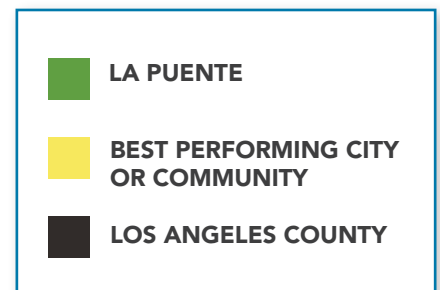 LA PUENTE
BEST PERFORMING CITY
OR COMMUNITY
LOS ANGELES COUNTY